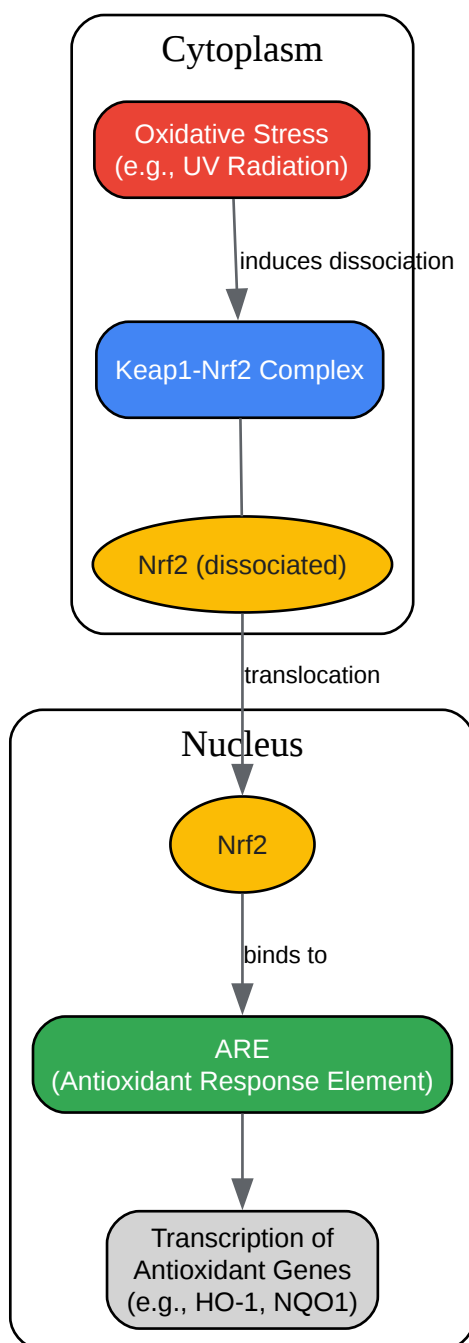 Cytoplasm
Oxidative Stress
(e.g., UV Radiation)
induces dissociation
Keap1-Nrf2 Complex
Nrf2 (dissociated)
translocation
Nucleus
Nrf2
binds to
ARE
(Antioxidant Response Element)
Transcription of
Antioxidant Genes
(e.g., HO-1, NQO1)